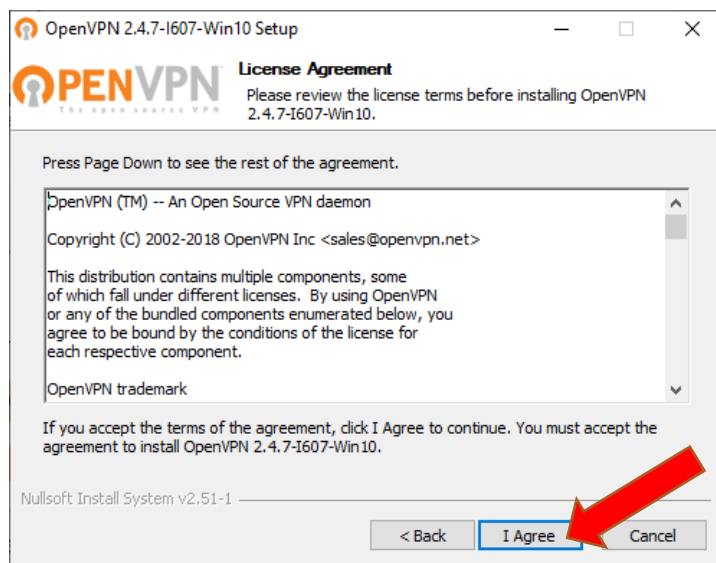 OpenVPN 2.4.7-I607-Win10 Setup
OPENVPN
The open source VPN
License Agreement
Please review the license terms before installing OpenVPN
2.4.7-I607-Win10.
Press Page Down to see the rest of the agreement.
OpenVPN (TM) -- An Open Source VPN daemon
Copyright (C) 2002-2018 OpenVPN Inc <sales@openvpn.net>
This distribution contains multiple components, some
of which fall under different licenses.  By using OpenVPN
or any of the bundled components enumerated below, you
agree to be bound by the conditions of the license for
each respective component.
OpenVPN trademark
If you accept the terms of the agreement, click I Agree to continue. You must accept the
agreement to install OpenVPN 2.4.7-I607-Win10.
Nullsoft Install System v2.51-1
< Back
I Agree
Cancel